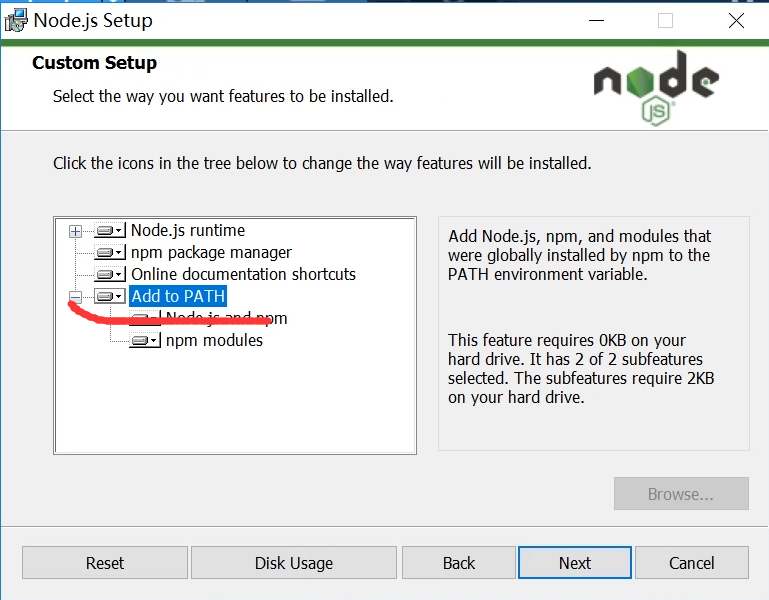 Node.js Setup
Custom Setup
Select the way you want features to be installed.
node
JS
Click the icons in the tree below to change the way features will be installed.
Node.js runtime
npm package manager
Online documentation shortcuts
Add to PATH
Node.js and npm
npm modules
Add Node.js, npm, and modules that
were globally installed by npm to the
PATH environment variable.
This feature requires 0KB on your
hard drive. It has 2 of 2 subfeatures
selected. The subfeatures require 2KB
on your hard drive.
Browse...
Reset
Disk Usage
Back
Next
Cancel